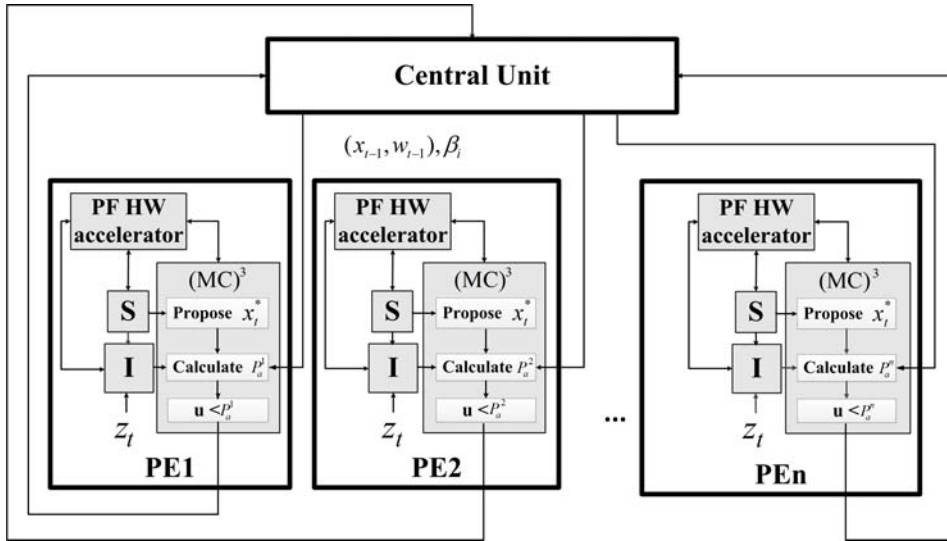 Central Unit
(x_{t-1}, w_{t-1}), β_i
PF HW
accelerator
(MC)^3
S
Propose x_t^*
I
Calculate P_a^1
u < P_a^1
z_t
PE1
PF HW
accelerator
(MC)^3
S
Propose x_t^*
I
Calculate P_a^2
u < P_a^2
z_t
PE2
...
PF HW
accelerator
(MC)^3
S
Propose x_t^*
I
Calculate P_a^n
u < P_a^n
z_t
PEn